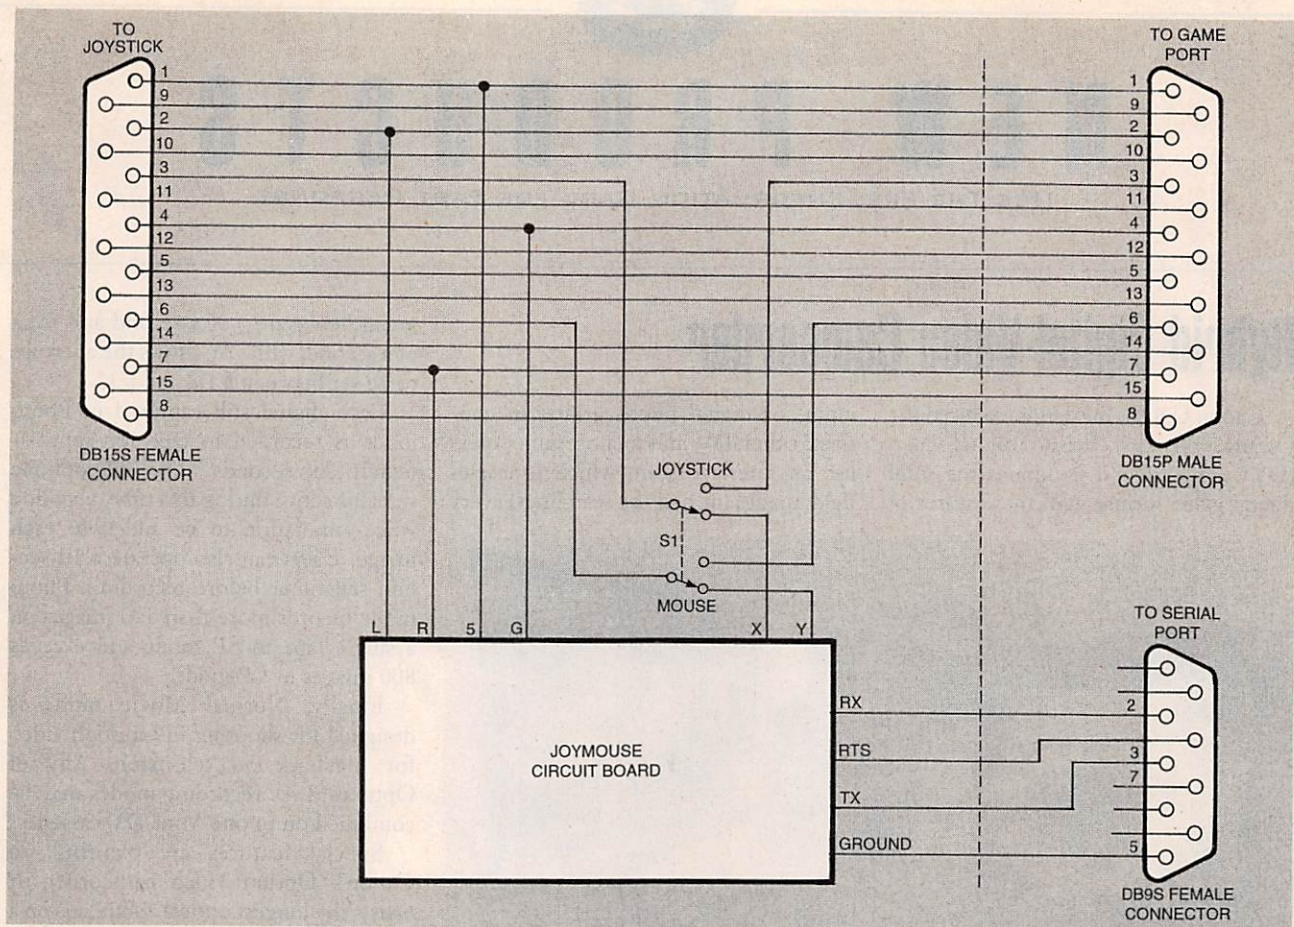 TO
JOYSTICK
1
9
2
10
3
11
4
12
5
13
6
14
7
15
8
DB15S FEMALE
CONNECTOR
TO GAME
PORT
1
9
2
10
3
11
4
12
5
13
6
14
7
15
8
DB15P MALE
CONNECTOR
JOYSTICK
S1
MOUSE
L
R
5
G
X
Y
JOYMOUSE
CIRCUIT BOARD
RX
RTS
TX
GROUND
TO SERIAL
PORT
2
3
7
5
DB9S FEMALE
CONNECTOR